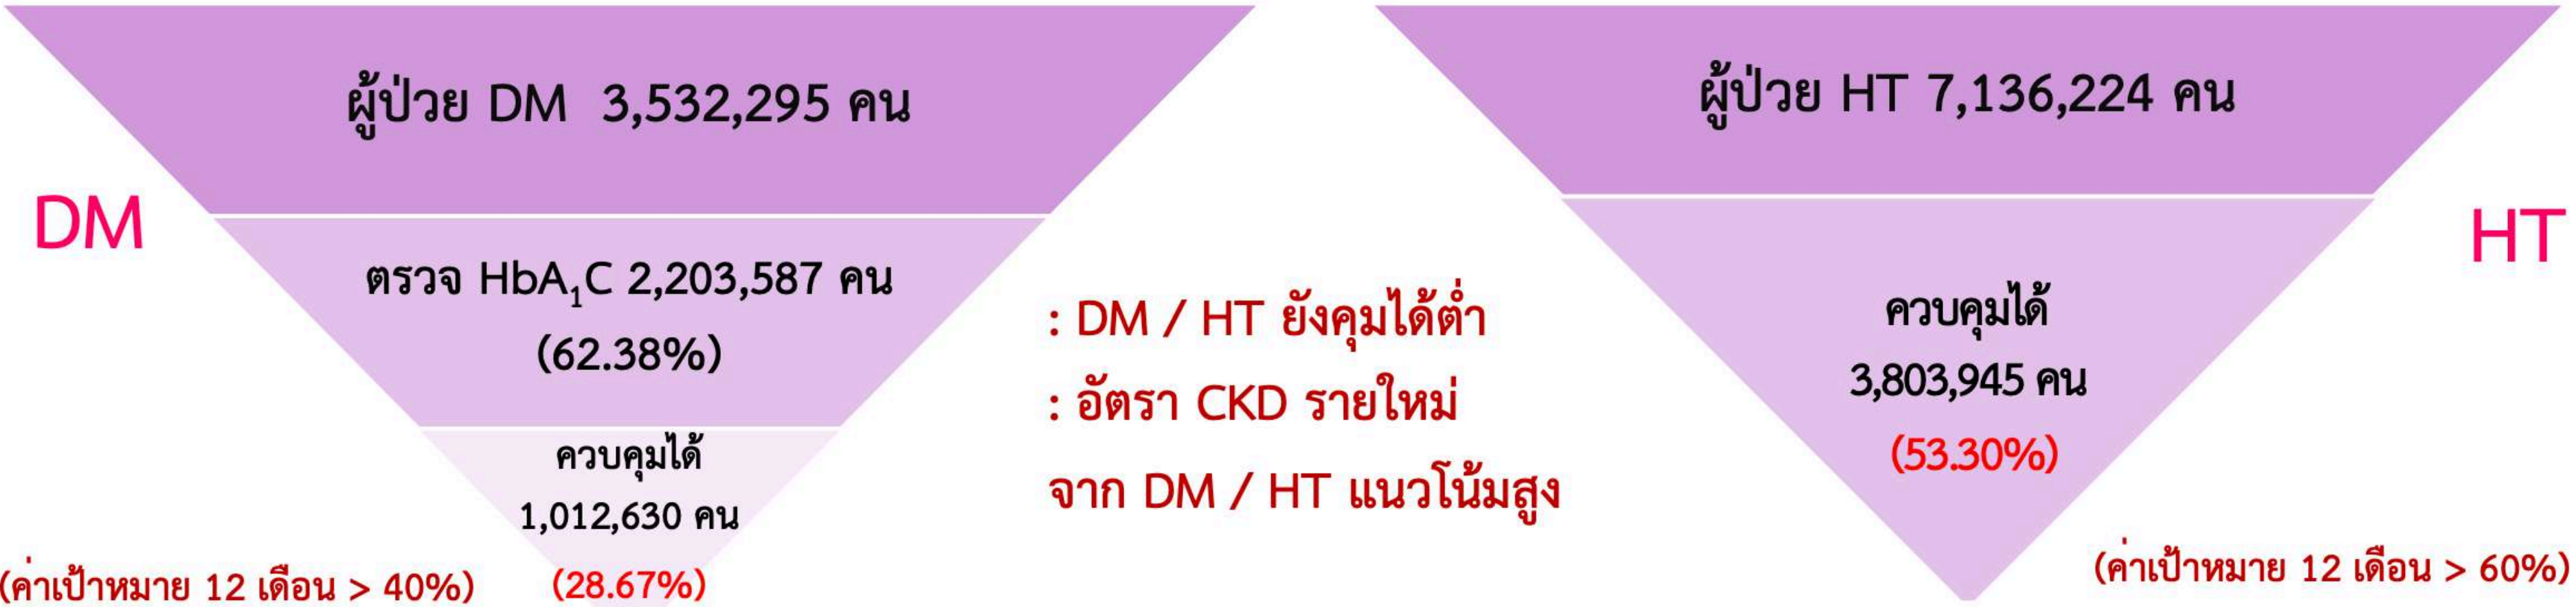 ผู้ป่วย DM 3,532,295 คน
DM
ตรวจ HbA₁C 2,203,587 คน
(62.38%)
ควบคุมได้
1,012,630 คน
(28.67%)
(ค่าเป้าหมาย 12 เดือน > 40%)
: DM / HT ยังคุมได้ต่ำ
: อัตรา CKD รายใหม่
จาก DM / HT แนวโน้มสูง
ผู้ป่วย HT 7,136,224 คน
HT
ควบคุมได้
3,803,945 คน
(53.30%)
(ค่าเป้าหมาย 12 เดือน > 60%)